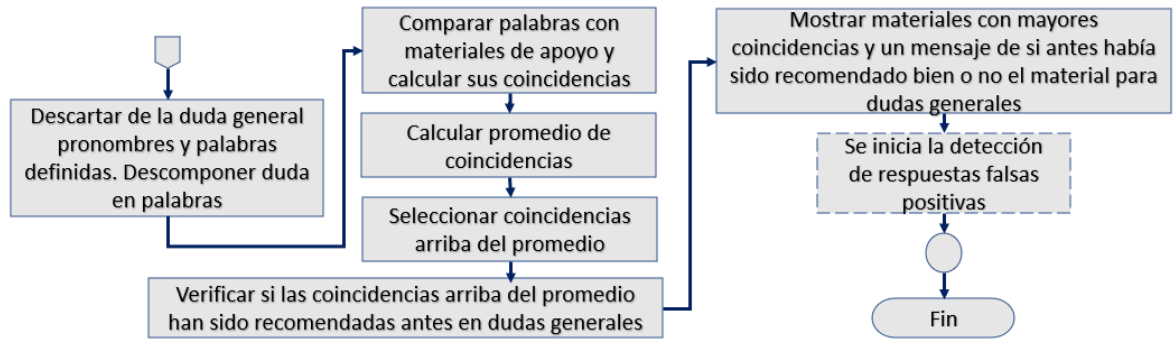 Descartar de la duda general
pronombres y palabras
definidas. Descomponer duda
en palabras
Comparar palabras con
materiales de apoyo y
calcular sus coincidencias
Calcular promedio de
coincidencias
Seleccionar coincidencias
arriba del promedio
Verificar si las coincidencias arriba del promedio
han sido recomendadas antes en dudas generales
Mostrar materiales con mayores
coincidencias y un mensaje de si antes había
sido recomendado bien o no el material para
dudas generales
Se inicia la detección
de respuestas falsas
positivas
Fin